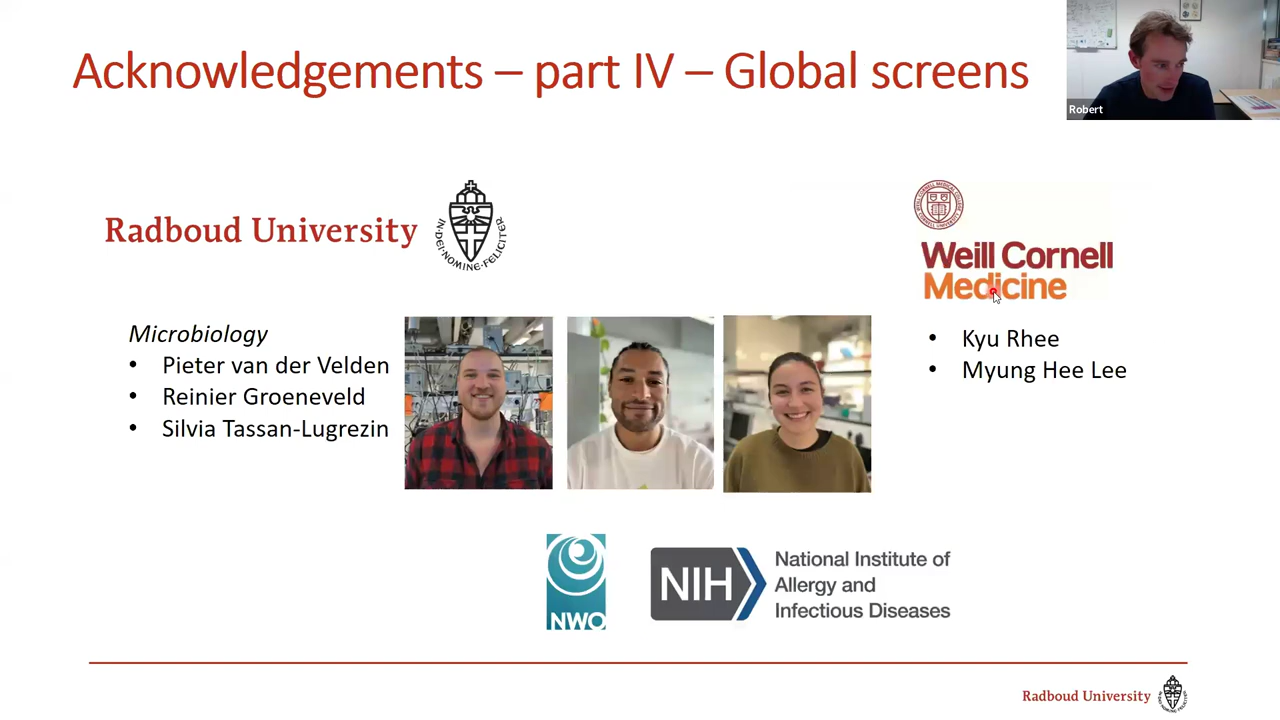 Acknowledgements – part IV – Global screens
Robert
Radboud University
IN·DEI·NOMINE·FELICITER
Weill Cornell
Medicine
Microbiology
• Pieter van der Velden
• Reinier Groeneveld
• Silvia Tassan-Lugrezin
• Kyu Rhee
• Myung Hee Lee
NWO
NIH
National Institute of
Allergy and
Infectious Diseases
Radboud University